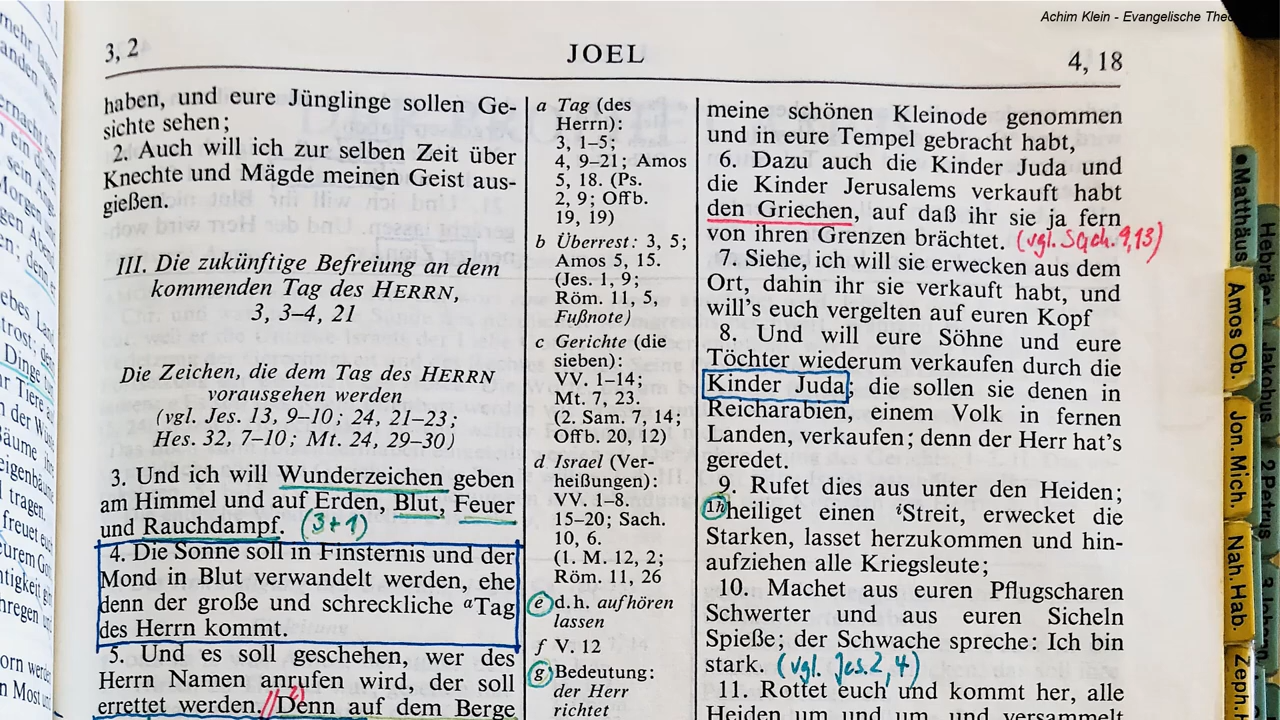 Achim Klein - Evangelische Theo
3, 2
JOEL
4, 18
haben, und eure Jünglinge sollen Ge-
sichte sehen;
2. Auch will ich zur selben Zeit über
Knechte und Mägde meinen Geist aus-
gießen.
III. Die zukünftige Befreiung an dem
kommenden Tag des HERRN,
3, 3–4, 21
Die Zeichen, die dem Tag des HERRN
vorausgehen werden
(vgl. Jes. 13, 9-10; 24, 21–23;
Hes. 32, 7–10; Mt. 24, 29–30)
3. Und ich will Wunderzeichen geben
am Himmel und auf Erden, Blut, Feuer
und Rauchdampf. (3+1)
4. Die Sonne soll in Finsternis und der
Mond in Blut verwandelt werden, ehe
denn der große und schreckliche aTag
des Herrn kommt.
5. Und es soll geschehen, wer des
Herrn Namen anrufen wird, der soll
errettet werden. Denn auf dem Berge
a Tag (des
Herrn):
3, 1–5;
4, 9–21; Amos
5, 18. (Ps.
2, 9; Offb.
19, 19)
b Überrest: 3, 5;
Amos 5, 15.
(Jes. 1, 9;
Röm. 11, 5,
Fußnote)
c Gerichte (die
sieben):
VV. 1–14;
Mt. 7, 23.
(2. Sam. 7, 14;
Offb. 20, 12)
d Israel (Ver-
heißungen):
VV. 1–8.
15–20; Sach.
10, 6.
(1. M. 12, 2;
Röm. 11, 26
e d.h. aufhören
lassen
f V. 12
g Bedeutung:
der Herr
richtet
meine schönen Kleinode genommen
und in eure Tempel gebracht habt,
6. Dazu auch die Kinder Juda und
die Kinder Jerusalems verkauft habt
den Griechen, auf daß ihr sie ja fern
von ihren Grenzen brächtet. (vgl. Sach. 9,13)
7. Siehe, ich will sie erwecken aus dem
Ort, dahin ihr sie verkauft habt, und
will's euch vergelten auf euren Kopf
8. Und will eure Söhne und eure
Töchter wiederum verkaufen durch die
Kinder Juda; die sollen sie denen in
Reicharabien, einem Volk in fernen
Landen, verkaufen; denn der Herr hat's
geredet.
9. Rufet dies aus unter den Heiden;
hheiliget einen iStreit, erwecket die
Starken, lasset herzukommen und hin-
aufziehen alle Kriegsleute;
10. Machet aus euren Pflugscharen
Schwerter und aus euren Sicheln
Spieße; der Schwache spreche: Ich bin
stark. (vgl. Jes. 2, 4)
11. Rottet euch und kommt her, alle
Heiden um und um, und versammelt
Matthäus
Amos Ob.
Jon. Mich.
Nah. Hab.
Zeph.
Hebräer
Jakobus
2 Petrus